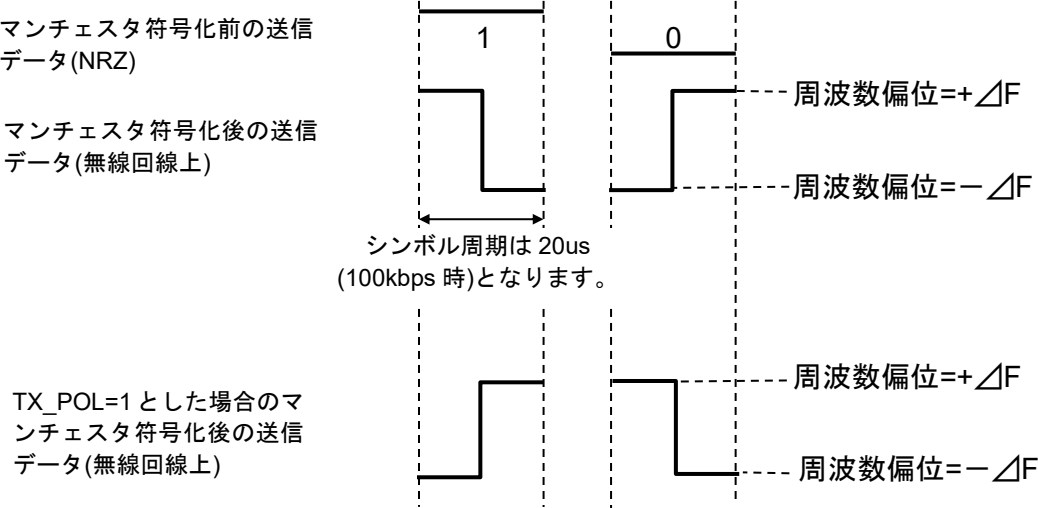 マンチェスタ符号化前の送信
データ(NRZ)
1
0
周波数偏位=+⊿F
マンチェスタ符号化後の送信
データ(無線回線上)
周波数偏位=－⊿F
シンボル周期は 20us
(100kbps 時)となります。
周波数偏位=+⊿F
TX_POL=1 とした場合のマ
ンチェスタ符号化後の送信
データ(無線回線上)
周波数偏位=－⊿F